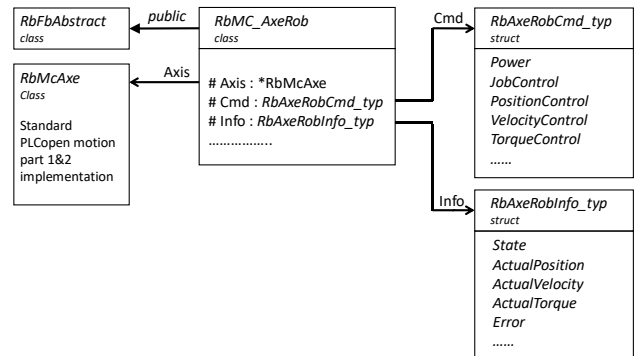 RbFbAbstract
class
public
RbMC_AxeRob
class
# Axis : *RbMcAxe
# Cmd : RbAxeRobCmd_typ
# Info : RbAxeRobInfo_typ
……………..
Axis
RbMcAxe
Class
Standard
PLCopen motion
part 1&2
implementation
Cmd
RbAxeRobCmd_typ
struct
Power
JobControl
PositionControl
VelocityControl
TorqueControl
……
Info
RbAxeRobInfo_typ
struct
State
ActualPosition
ActualVelocity
ActualTorque
Error
……